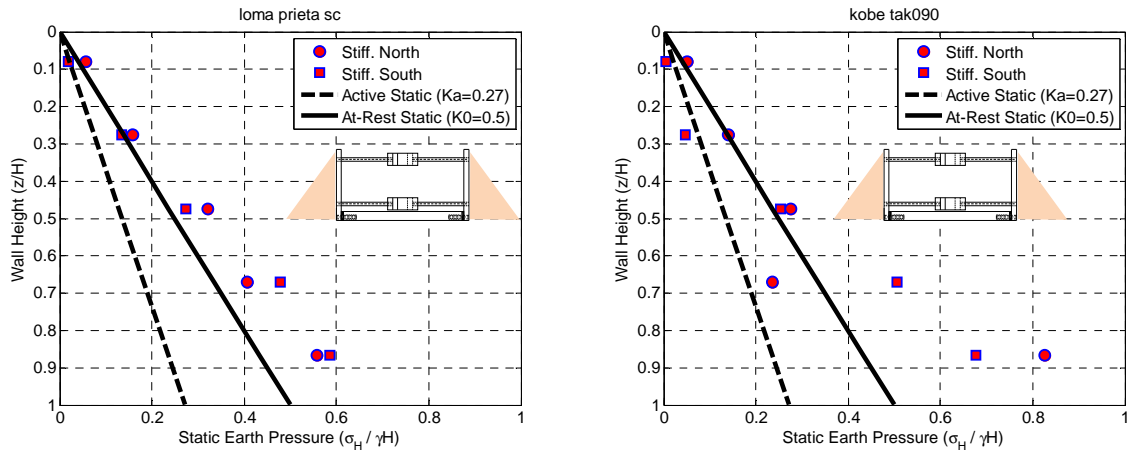 loma prieta sc
0
0.1
0.2
0.3
0.4
0.5
0.6
0.7
0.8
0.9
1
Wall Height (z/H)
Stiff. North
Stiff. South
Active Static (Ka=0.27)
At-Rest Static (K0=0.5)
0 0.2 0.4 0.6 0.8 1
Static Earth Pressure (σH / γH)
kobe tak090
0
0.1
0.2
0.3
0.4
0.5
0.6
0.7
0.8
0.9
1
Wall Height (z/H)
Stiff. North
Stiff. South
Active Static (Ka=0.27)
At-Rest Static (K0=0.5)
0 0.2 0.4 0.6 0.8 1
Static Earth Pressure (σH / γH)